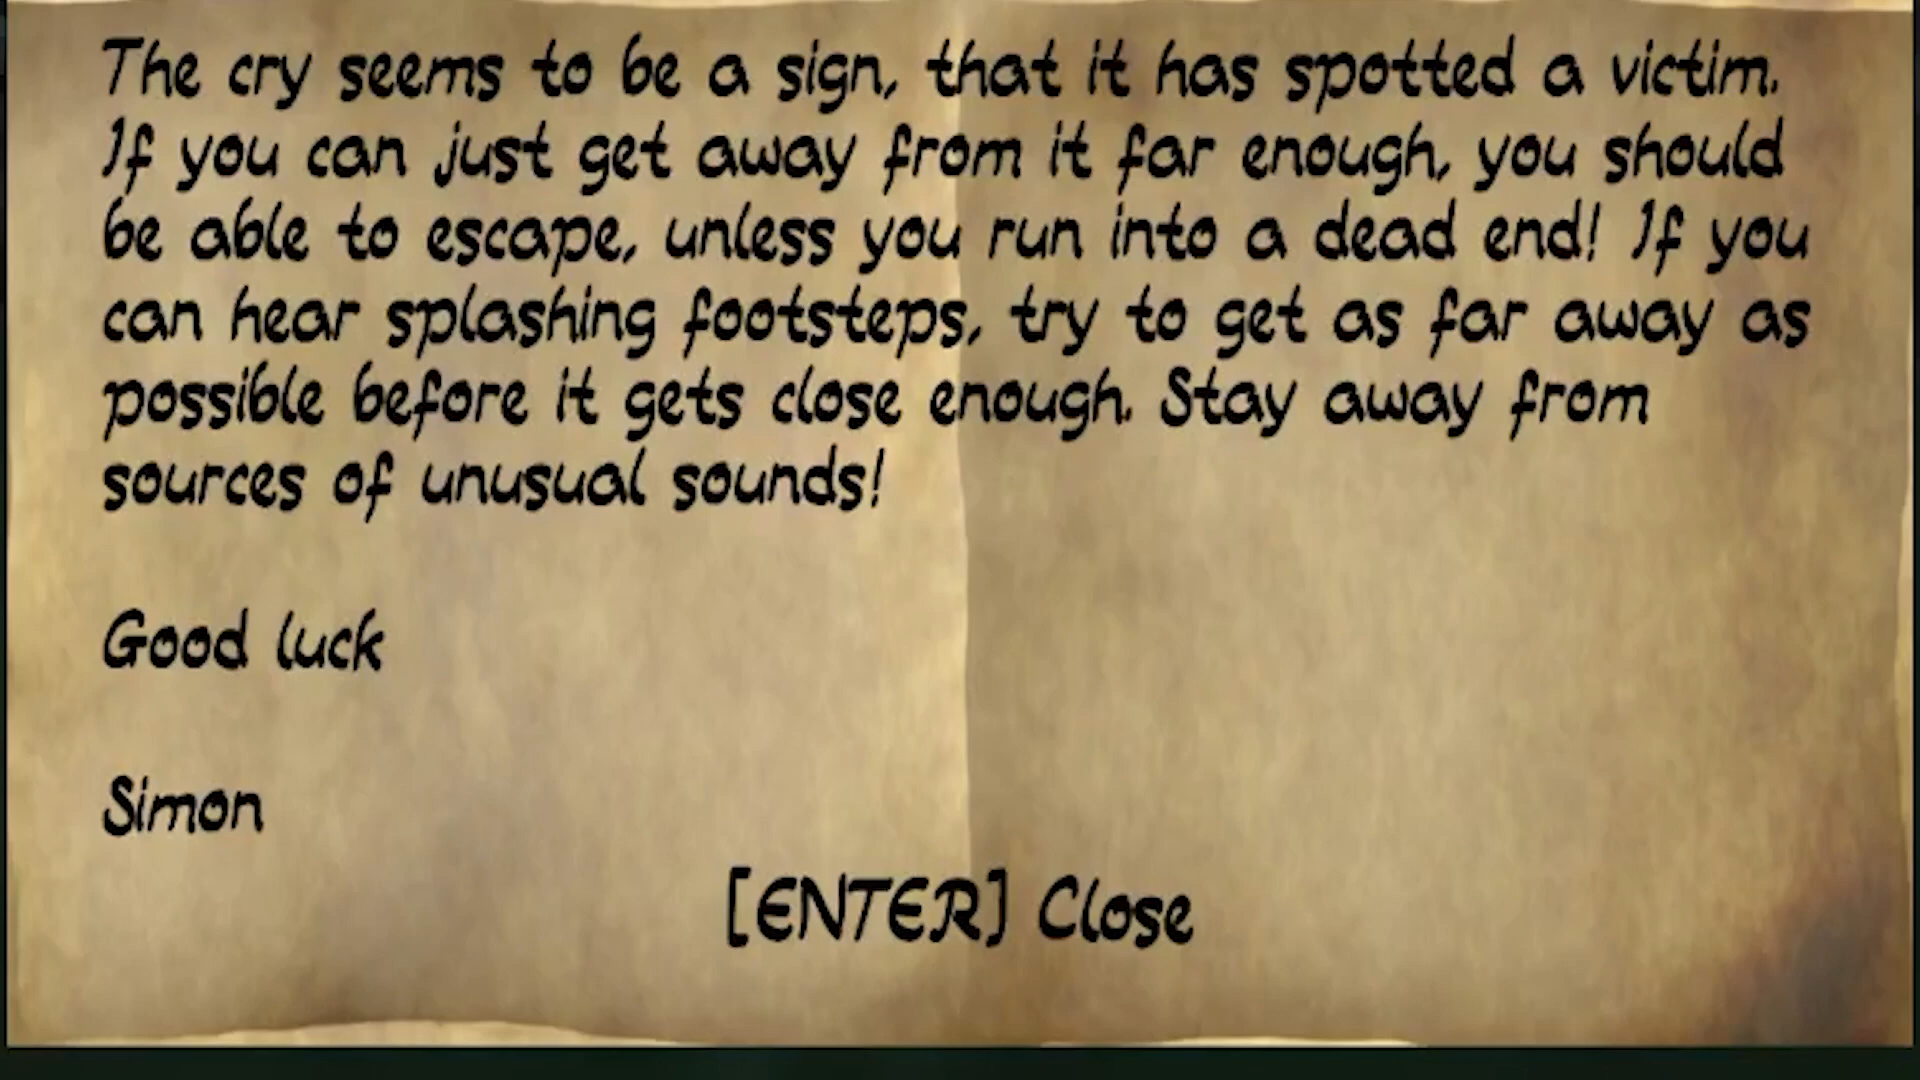 The cry seems to be a sign, that it has spotted a victim.
If you can just get away from it far enough, you should
be able to escape, unless you run into a dead end! If you
can hear splashing footsteps, try to get as far away as
possible before it gets close enough. Stay away from
sources of unusual sounds!
Good luck
Simon
[ENTER] Close